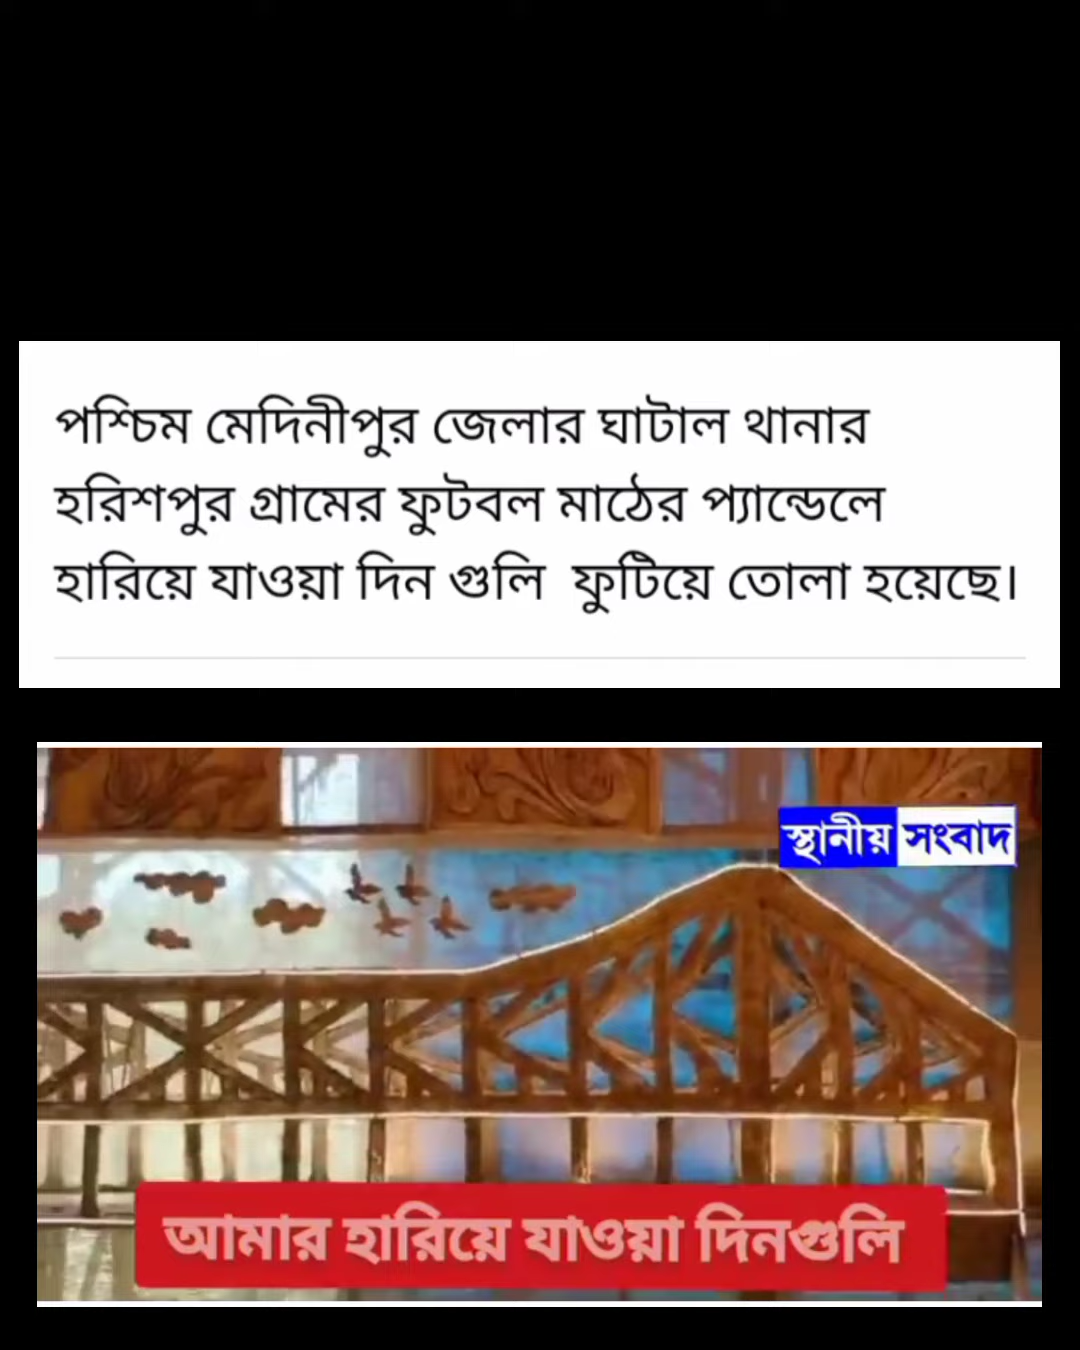 পশ্চিম মেদিনীপুর জেলার ঘাটাল থানার
হরিশপুর গ্রামের ফুটবল মাঠের প্যান্ডেলে
হারিয়ে যাওয়া দিন গুলি  ফুটিয়ে তোলা হয়েছে।
স্থানীয় সংবাদ
আমার হারিয়ে যাওয়া দিনগুলি